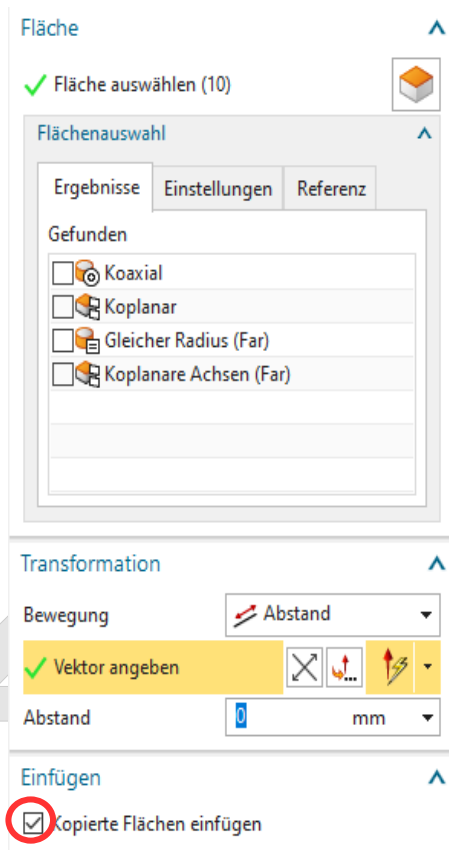 Fläche
Fläche auswählen (10)
Flächenauswahl
Ergebnisse Einstellungen Referenz
Gefunden
Koaxial
Koplanar
Gleicher Radius (Far)
Koplanare Achsen (Far)
Transformation
Bewegung Abstand
Vektor angeben
Abstand 0 mm
Einfügen
Kopierte Flächen einfügen